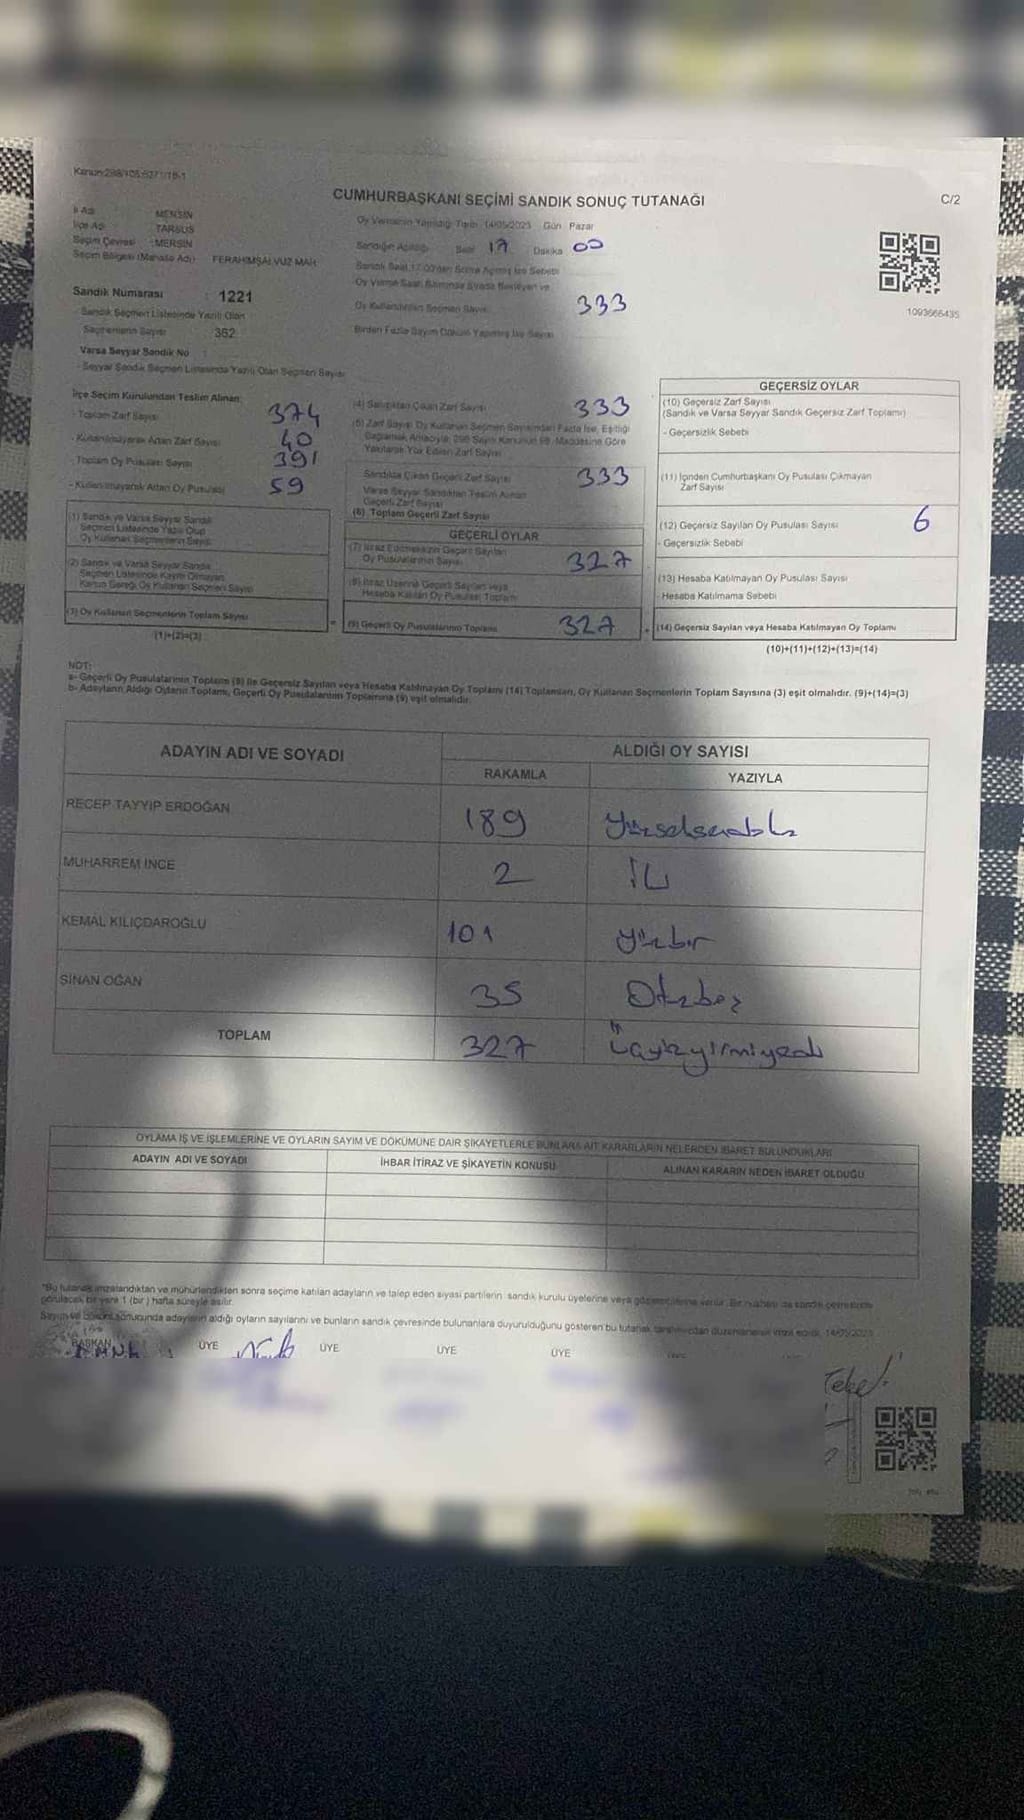 Kanun:298/105-6271/18-1
CUMHURBAŞKANI SEÇİMİ SANDIK SONUÇ TUTANAĞI
C/2
İl Adı MERSİN
İlçe Adı TARSUS
Seçim Çevresi :MERSİN
Seçim Bölgesi (Mahalle Adı) FERAHİMŞALVUZ MAH.
Sandık Numarası : 1221
- Sandık Seçmen Listesinde Yazılı Olan
Seçmenlerin Sayısı 362
Varsa Seyyar Sandık No :
- Seyyar Sandık Seçmen Listesinde Yazılı Olan Seçmen Sayısı
Oy Vermenin Yapıldığı Tarih 14/05/2023 Gün Pazar
Sandığın Açıldığı Saat 17 Dakika 00
Sandık Saat 17.00'den Sonra Açılmış İse Sebebi
Oy Verme Saati Bitiminde Sırada Bekleyen ve
Oy Kullandırılan Seçmen Sayısı 333
Birden Fazla Sayım Döküm Yapılmış İse Sayısı
1093666435
İlçe Seçim Kurulundan Teslim Alınan:
- Toplam Zarf Sayısı 374
- Kullanılmayarak Artan Zarf Sayısı 40
- Toplam Oy Pusulası Sayısı 391
- Kullanılmayarak Artan Oy Pusulası 59
(1) Sandık ve Varsa Seyyar Sandık
Seçmen Listesinde Yazılı Olup
Oy Kullanan Seçmenlerin Sayısı
(2) Sandık ve Varsa Seyyar Sandık
Seçmen Listesinde Kaydı Olmayan
Kanun Gereği Oy Kullanan Seçmen Sayısı
(3) Oy Kullanan Seçmenlerin Toplam Sayısı
(1)+(2)=(3)
(4) Sandıktan Çıkan Zarf Sayısı 333
(5) Zarf Sayısı Oy Kullanan Seçmen Sayısından Fazla İse, Eşitliği
Sağlamak Amacıyla, 298 Sayılı Kanunun 98. Maddesine Göre
Yakılarak Yok Edilen Zarf Sayısı
Sandıkta Çıkan Geçerli Zarf Sayısı 333
Varsa Seyyar Sandıktan Teslim Alınan
Geçerli Zarf Sayısı
(6) Toplam Geçerli Zarf Sayısı
GEÇERLİ OYLAR
(7) İtiraz Edilmeksizin Geçerli Sayılan
Oy Pusulalarının Sayısı 327
(8) İtiraz Üzerine Geçerli Sayılan veya
Hesaba Katılan Oy Pusulası Toplamı
(9) Geçerli Oy Pusulalarının Toplamı 327
GEÇERSİZ OYLAR
(10) Geçersiz Zarf Sayısı
(Sandık ve Varsa Seyyar Sandık Geçersiz Zarf Toplamı)
- Geçersizlik Sebebi
(11) İçinden Cumhurbaşkanı Oy Pusulası Çıkmayan
Zarf Sayısı
(12) Geçersiz Sayılan Oy Pusulası Sayısı 6
- Geçersizlik Sebebi
(13) Hesaba Katılmayan Oy Pusulası Sayısı
- Hesaba Katılmama Sebebi
(14) Geçersiz Sayılan veya Hesaba Katılmayan Oy Toplamı
(10)+(11)+(12)+(13)=(14)
NOT:
a- Geçerli Oy Pusulalarının Toplamı (9) ile Geçersiz Sayılan veya Hesaba Katılmayan Oy Toplamı (14) Toplamları, Oy Kullanan Seçmenlerin Toplam Sayısına (3) eşit olmalıdır. (9)+(14)=(3)
b- Adayların Aldığı Oyların Toplamı, Geçerli Oy Pusulalarının Toplamına (9) eşit olmalıdır.
ADAYIN ADI VE SOYADI
ALDIĞI OY SAYISI
RAKAMLA YAZIYLA
RECEP TAYYİP ERDOĞAN 189
MUHARREM İNCE 2
KEMAL KILIÇDAROĞLU 101 yüzbir
SİNAN OĞAN 35 Otuzbeş
TOPLAM 327 üçyüzyirmiyedi
OYLAMA İŞ VE İŞLEMLERİNE VE OYLARIN SAYIM VE DÖKÜMÜNE DAİR ŞİKAYETLERLE BUNLARA AİT KARARLARIN NELERDEN İBARET BULUNDUKLARI
ADAYIN ADI VE SOYADI İHBAR İTİRAZ VE ŞİKAYETİN KONUSU ALINAN KARARIN NEDEN İBARET OLDUĞU
*Bu tutanak imzalandıktan ve mühürlendikten sonra seçime katılan adayların ve talep eden siyasi partilerin sandık kurulu üyelerine veya gözlemcilerine verilir. Bir nüshası da sandık çevresinde
görülecek bir yere 1 (bir) hafta süreyle asılır.
Sayım ve döküm sonucunda adayların aldığı oyların sayılarını ve bunların sandık çevresinde bulunanlara duyurulduğunu gösteren bu tutanak tarafımızdan düzenlenerek imza edildi. 14/05/2023
BAŞKAN ÜYE ÜYE ÜYE ÜYE